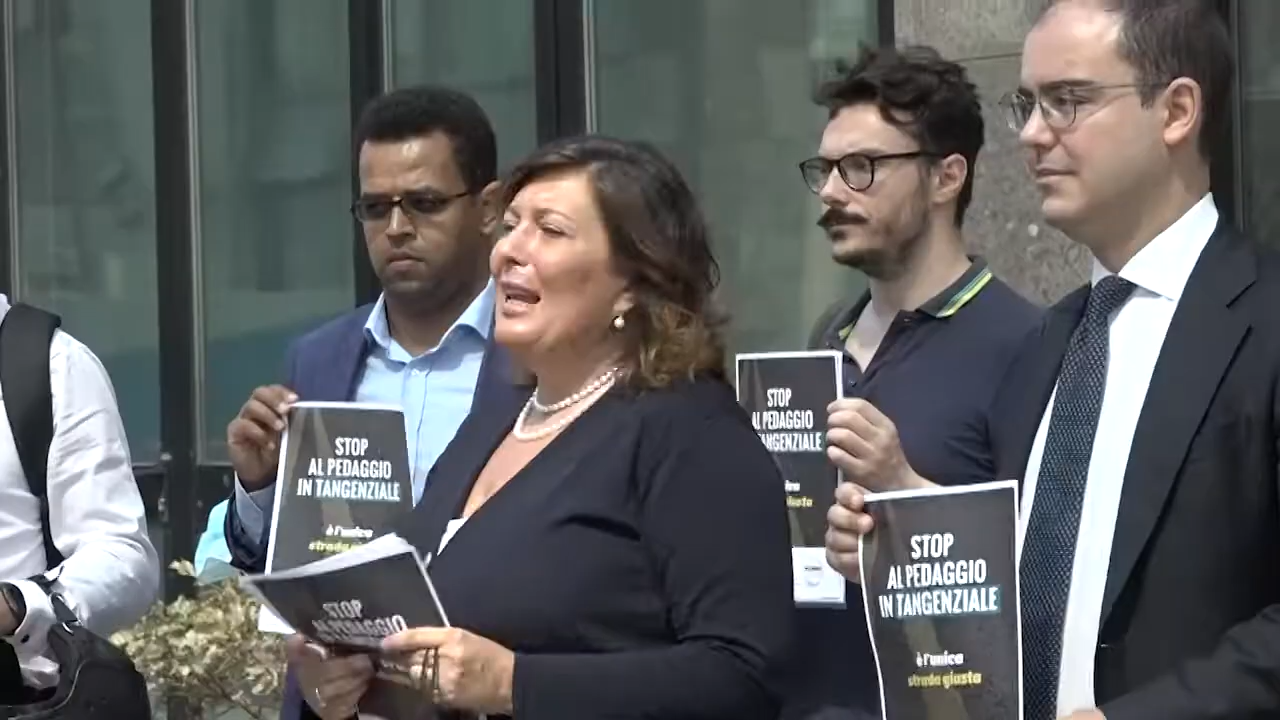 STOP
AL PEDAGGIO
IN TANGENZIALE
è l'unica
strada
STOP
AL PEDAGGIO
STOP
AL PEDAGGIO
TANGENZIALE
giusta
STOP
AL PEDAGGIO
IN TANGENZIALE
è l'unica
strada giusta